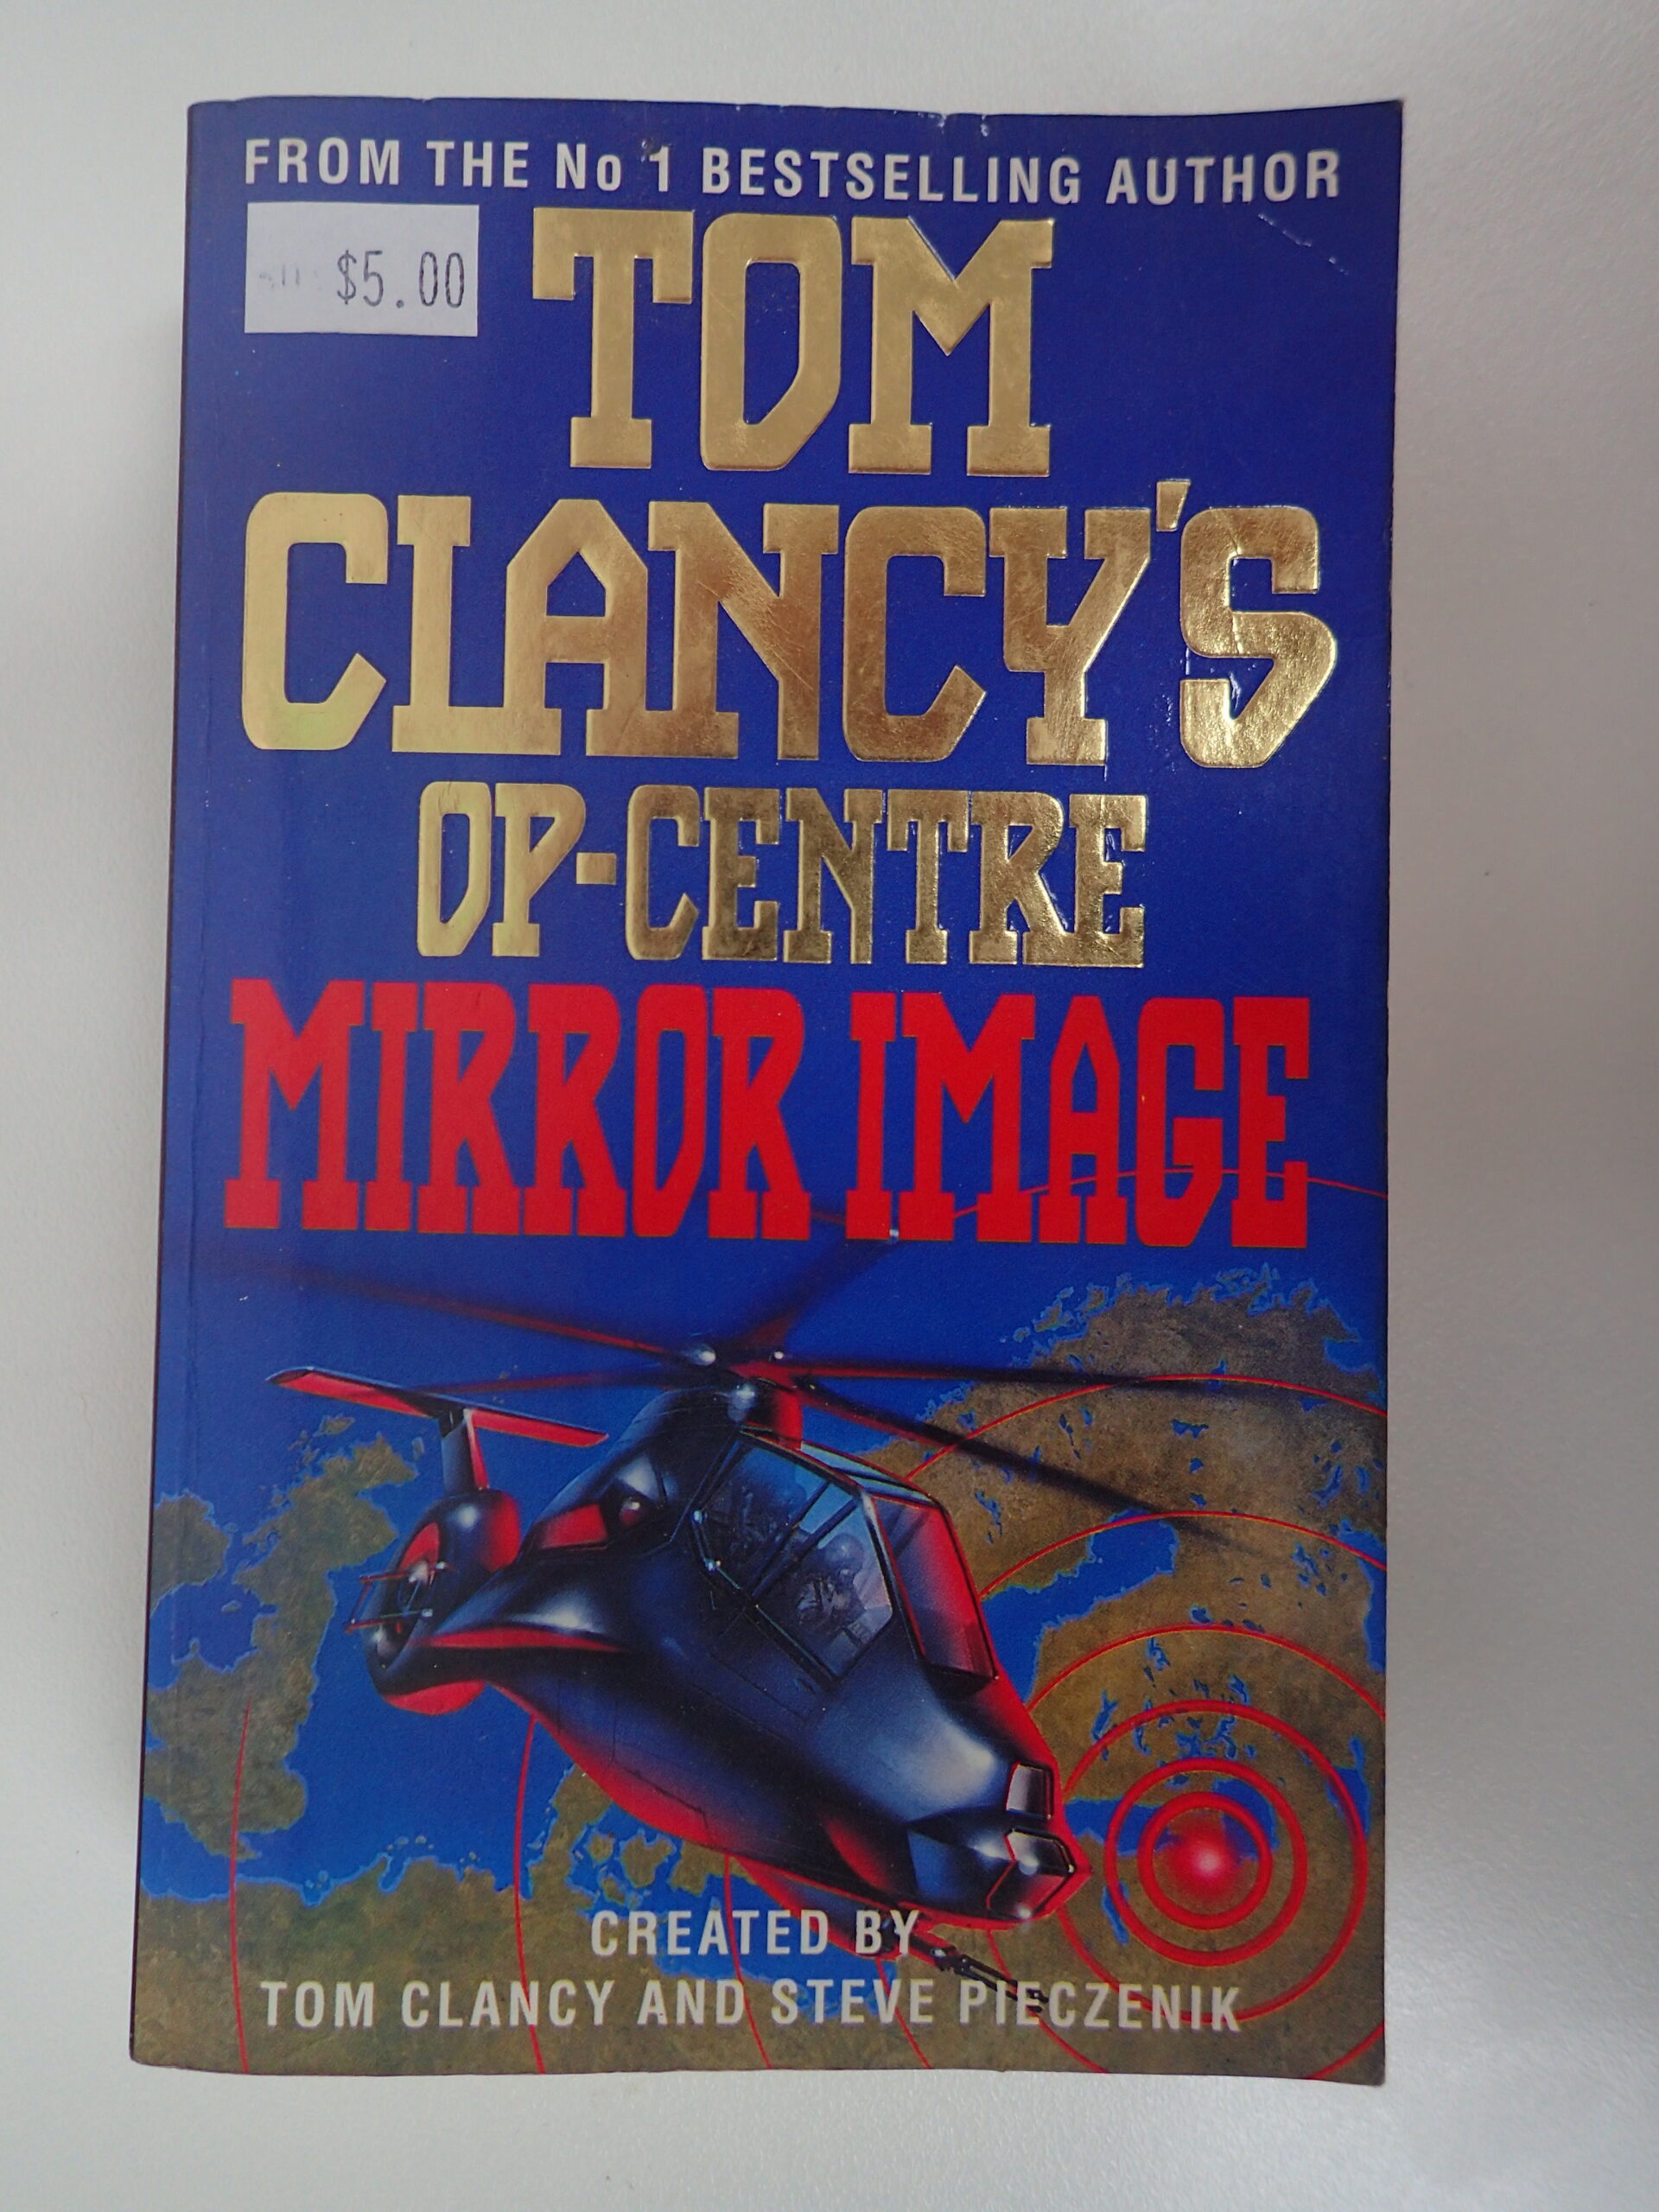 FROM THE No 1 BESTSELLING AUTHOR
$5.00
TOM
CLANCY'S
OP-CENTRE
MIRROR IMAGE
CREATED BY
TOM CLANCY AND STEVE PIECZENIK